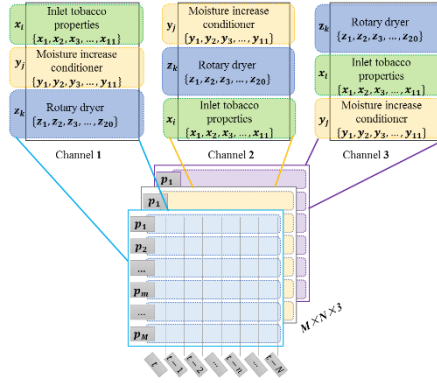 x_i Inlet tobacco properties {x_1, x_2, x_3, …, x_11}
y_j Moisture increase conditioner {y_1, y_2, y_3, …, y_11}
z_k Rotary dryer {z_1, z_2, z_3, …, z_20}
Channel 1
y_j Moisture increase conditioner {y_1, y_2, y_3, …, y_11}
z_k Rotary dryer {z_1, z_2, z_3, …, z_20}
x_i Inlet tobacco properties {x_1, x_2, x_3, …, x_11}
Channel 2
z_k Rotary dryer {z_1, z_2, z_3, …, z_20}
x_i Inlet tobacco properties {x_1, x_2, x_3, …, x_11}
y_j Moisture increase conditioner {y_1, y_2, y_3, …, y_11}
Channel 3
p_1
p_1
p_1
p_2
...
p_m
...
p_M
M×N×3
t t−1 t−2 ... t−n ... t−N